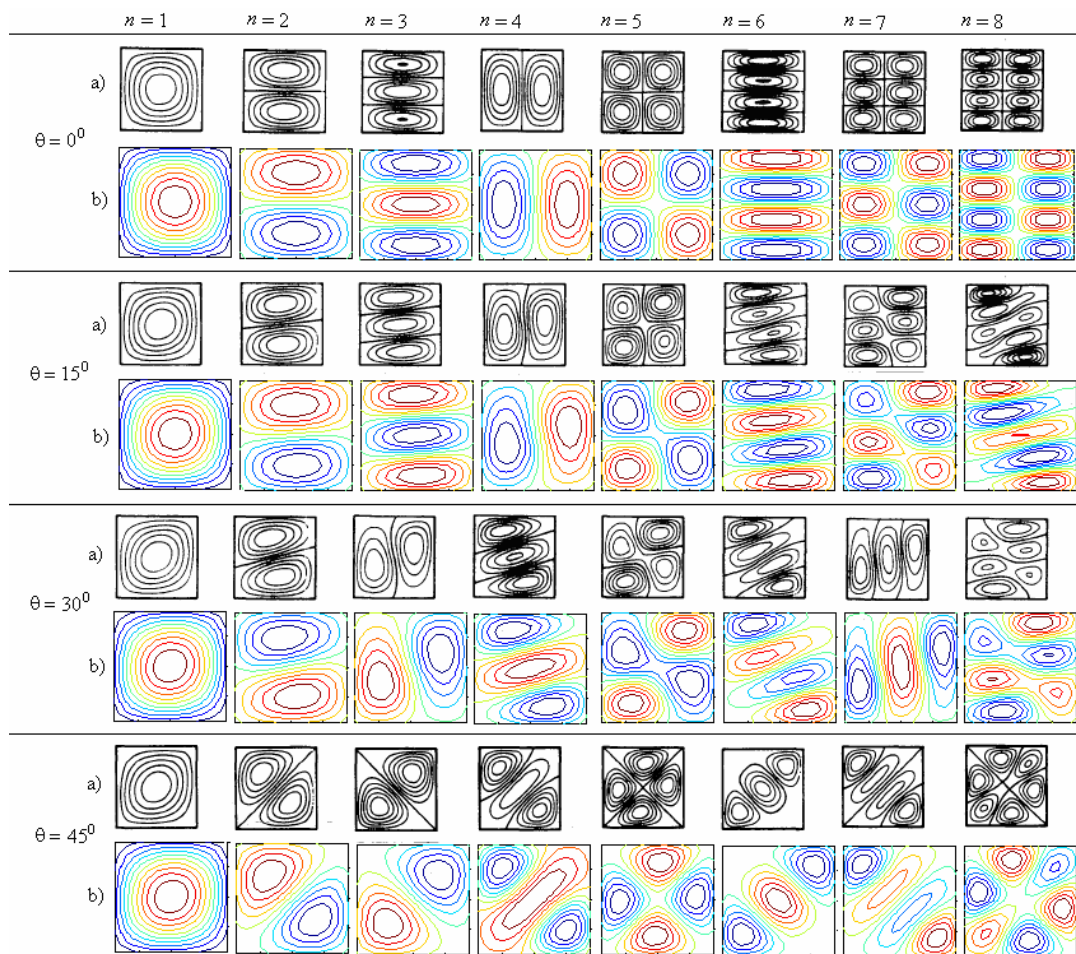 n = 1 n = 2 n = 3 n = 4 n = 5 n = 6 n = 7 n = 8
a)
θ = 0⁰
b)
a)
θ = 15⁰
b)
a)
θ = 30⁰
b)
a)
θ = 45⁰
b)